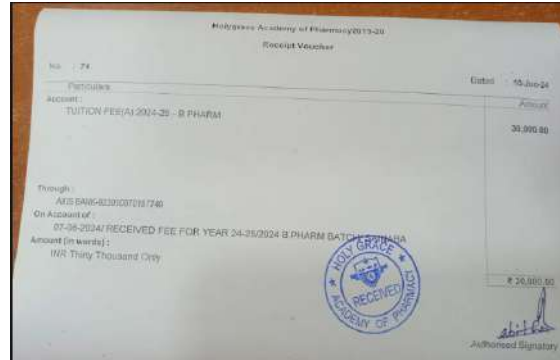 Holygrace Academy of Pharmacy2019-20
Receipt Voucher
No. : 74
Dated : 10-Jun-24
Particulars
Amount
Account :
TUITION FEE(A) 2024-25 - B PHARM
30,000.00
Through :
AXIS BANK-
On Account of :
07-06-2024/ RECEIVED FEE FOR YEAR 24-25/2024 B.PHARM BATCH/
Amount (in words) :
INR Thirty Thousand Only
HOLY GRACE
RECEIVED
ACADEMY OF PHARMACY
₹ 30,000.00
Authorised Signatory